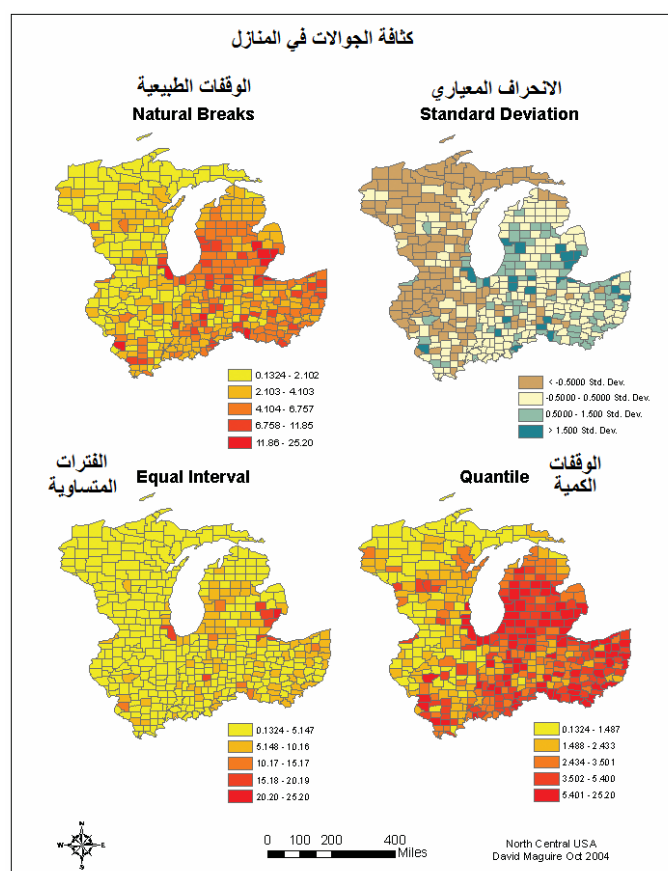 كثافة الجوالات في المنازل
الوقفات الطبيعية
Natural Breaks
الانحراف المعياري
Standard Deviation
0.1324 - 2.102
2.103 - 4.103
4.104 - 6.757
6.758 - 11.85
11.86 - 25.20
< -0.5000 Std. Dev.
-0.5000 - 0.5000 Std. Dev.
0.5000 - 1.500 Std. Dev.
> 1.500 Std. Dev.
الفترات
المتساوية
Equal Interval
Quantile
الوقفات
الكمية
0.1324 - 5.147
5.148 - 10.16
10.17 - 15.17
15.18 - 20.19
20.20 - 25.20
0.1324 - 1.487
1.488 - 2.433
2.434 - 3.501
3.502 - 5.400
5.401 - 25.20
N
W E
S
0 100 200 400
Miles
North Central USA
David Maguire Oct 2004